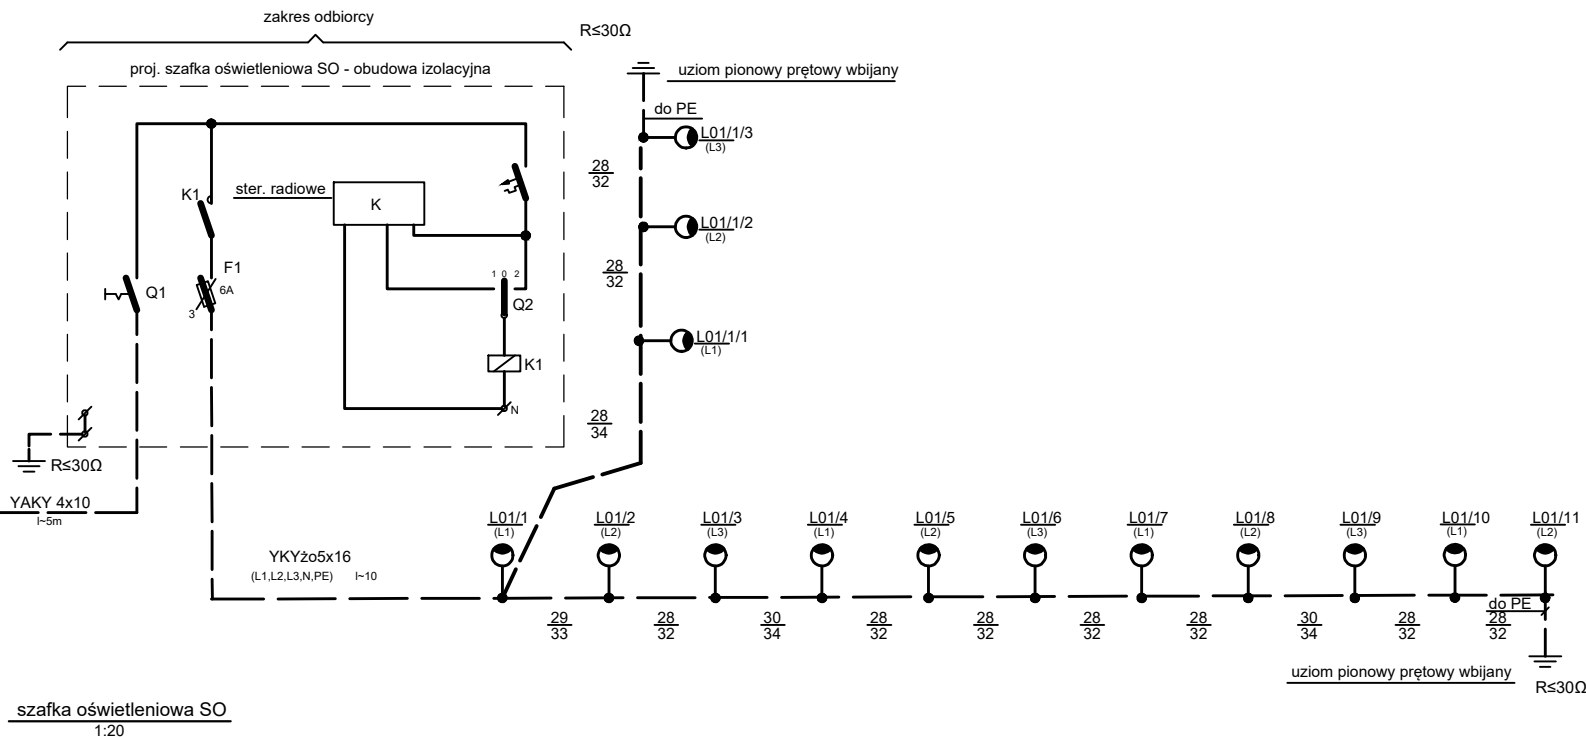 zakres odbiorcy
R≤30Ω
proj. szafka oświetleniowa SO - obudowa izolacyjna
uziom pionowy prętowy wbijany
do PE
L01/1/3
(L3)
28
32
K1
ster. radiowe
K
L01/1/2
(L2)
28
32
F1
6A
3
Q1
1 0 2
Q2
L01/1/1
(L1)
K1
N
28
34
R≤30Ω
YAKY 4x10
l~5m
YKYżo5x16
(L1,L2,L3,N,PE) l~10
L01/1
(L1)
L01/2
(L2)
L01/3
(L3)
L01/4
(L1)
L01/5
(L2)
L01/6
(L3)
L01/7
(L1)
L01/8
(L2)
L01/9
(L3)
L01/10
(L1)
L01/11
(L2)
do PE
29
33
28
32
30
34
28
32
28
32
28
32
28
32
30
34
28
32
28
32
uziom pionowy prętowy wbijany
R≤30Ω
szafka oświetleniowa SO
1:20